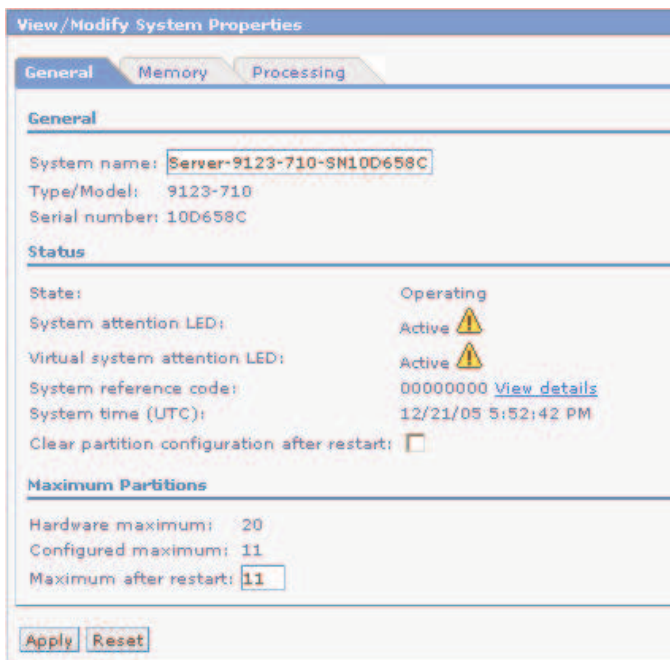 View/Modify System Properties
General Memory Processing
General
System name: Server-9123-710-SN10D658C
Type/Model: 9123-710
Serial number: 10D658C
Status
State: Operating
System attention LED: Active
Virtual system attention LED: Active
System reference code: 00000000 View details
System time (UTC): 12/21/05 5:52:42 PM
Clear partition configuration after restart:
Maximum Partitions
Hardware maximum: 20
Configured maximum: 11
Maximum after restart: 11
Apply Reset